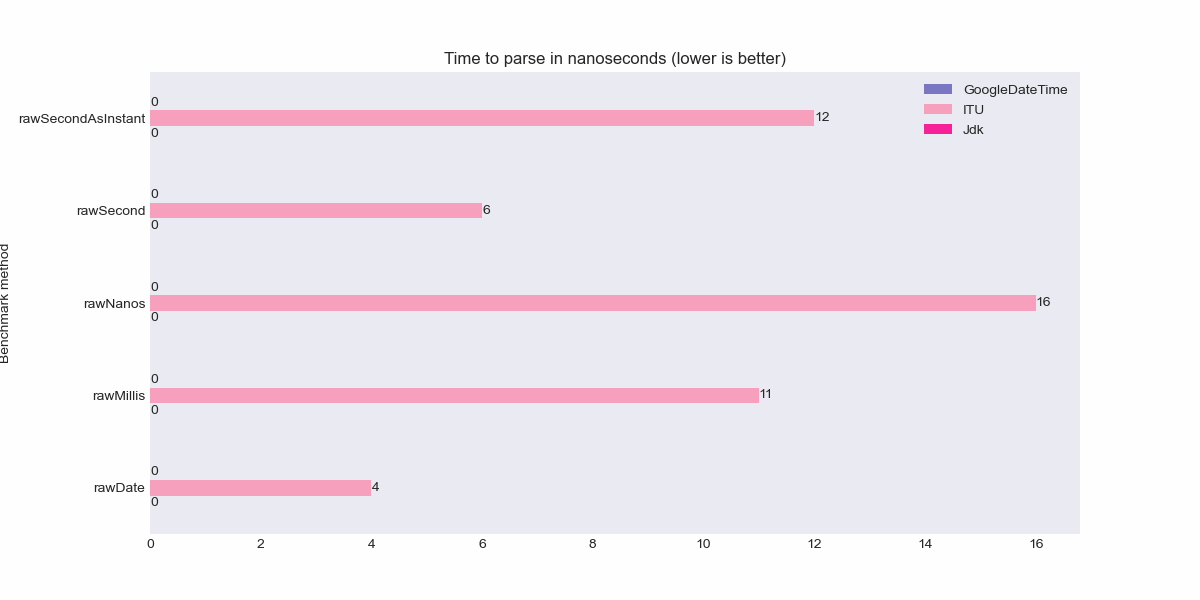 Time to parse in nanoseconds (lower is better)
GoogleDateTime
ITU
Jdk
Benchmark method
rawSecondAsInstant
0
12
0
rawSecond
0
6
0
rawNanos
0
16
0
rawMillis
0
11
0
rawDate
0
4
0
0 2 4 6 8 10 12 14 16